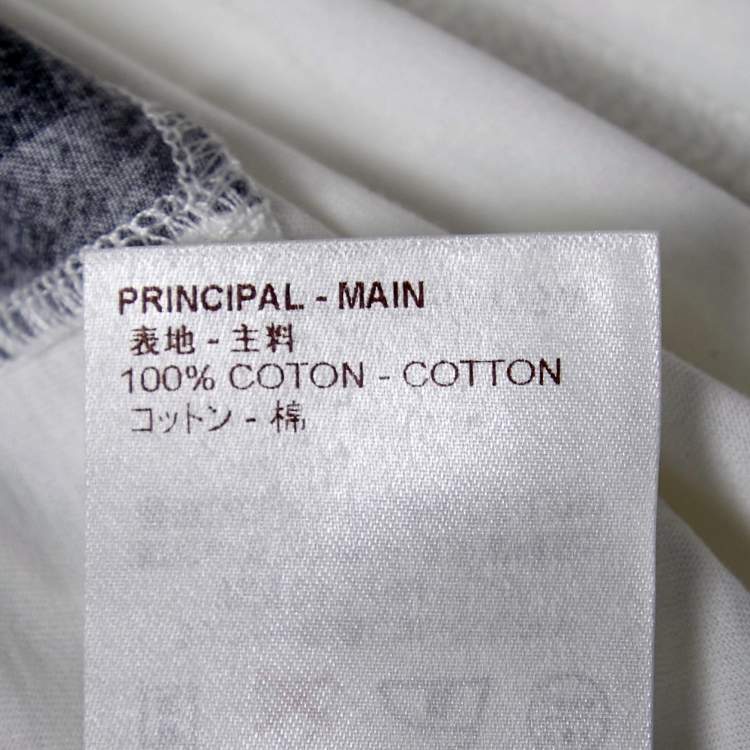 PRINCIPAL - MAIN
表地 - 主料
100% COTON - COTTON
コットン - 棉